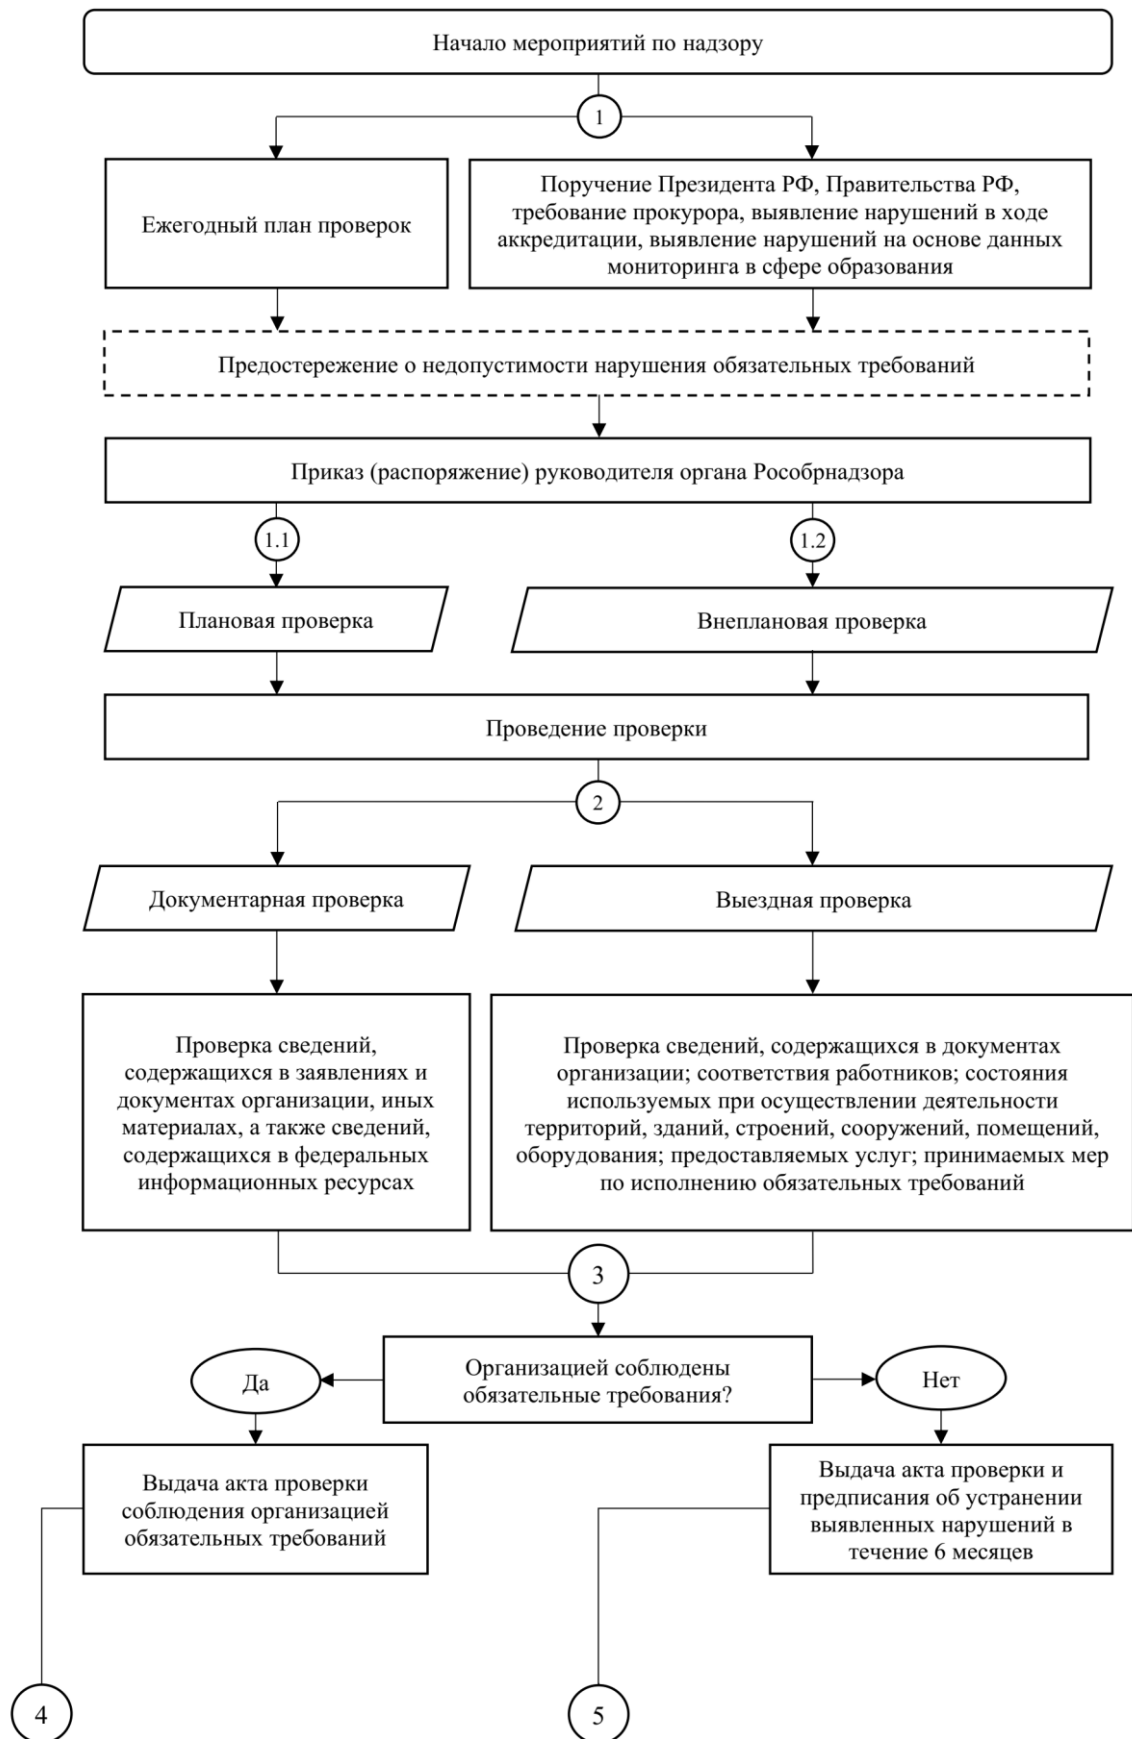 Начало мероприятий по надзору
1
Ежегодный план проверок
Поручение Президента РФ, Правительства РФ,
требование прокурора, выявление нарушений в ходе
аккредитации, выявление нарушений на основе данных
мониторинга в сфере образования
Предостережение о недопустимости нарушения обязательных требований
Приказ (распоряжение) руководителя органа Рособрнадзора
1.1
1.2
Плановая проверка
Внеплановая проверка
Проведение проверки
2
Документарная проверка
Выездная проверка
Проверка сведений,
содержащихся в заявлениях и
документах организации, иных
материалах, а также сведений,
содержащихся в федеральных
информационных ресурсах
Проверка сведений, содержащихся в документах
организации; соответствия работников; состояния
используемых при осуществлении деятельности
территорий, зданий, строений, сооружений, помещений,
оборудования; предоставляемых услуг; принимаемых мер
по исполнению обязательных требований
3
Организацией соблюдены
обязательные требования?
Да
Нет
Выдача акта проверки
соблюдения организацией
обязательных требований
Выдача акта проверки и
предписания об устранении
выявленных нарушений в
течение 6 месяцев
4
5